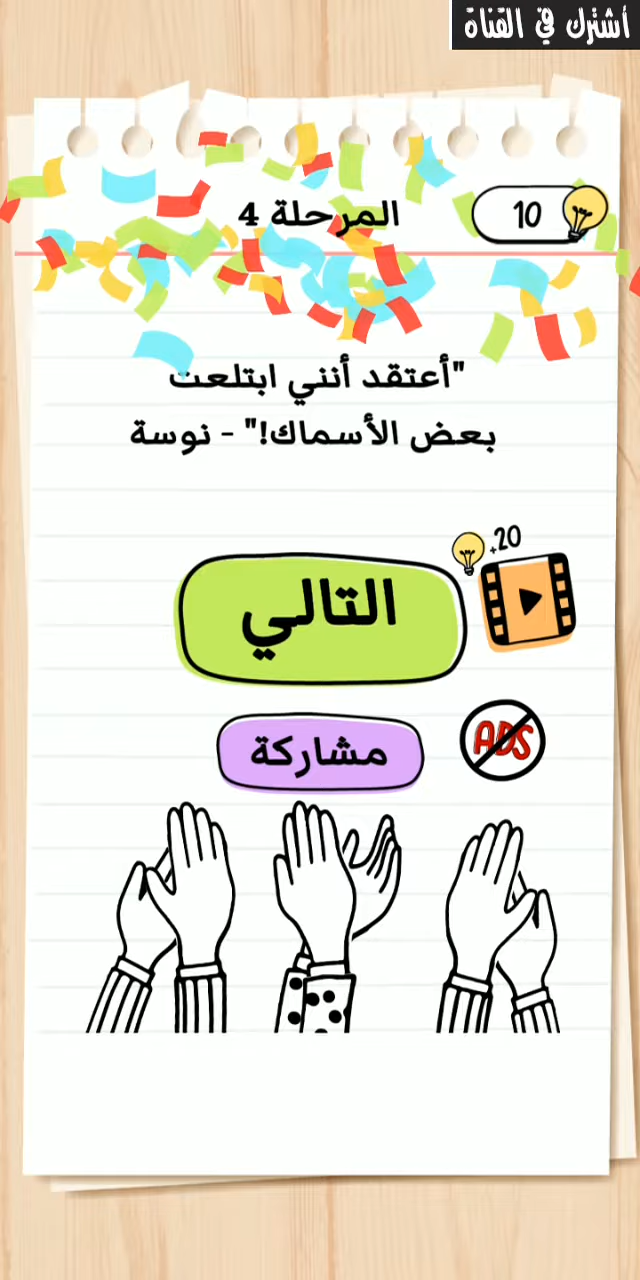 أشترك في القناة
المرحلة 4
10
"أعتقد أنني ابتلعت
بعض الأسماك!" - نوسة
+20
التالي
مشاركة
ADS